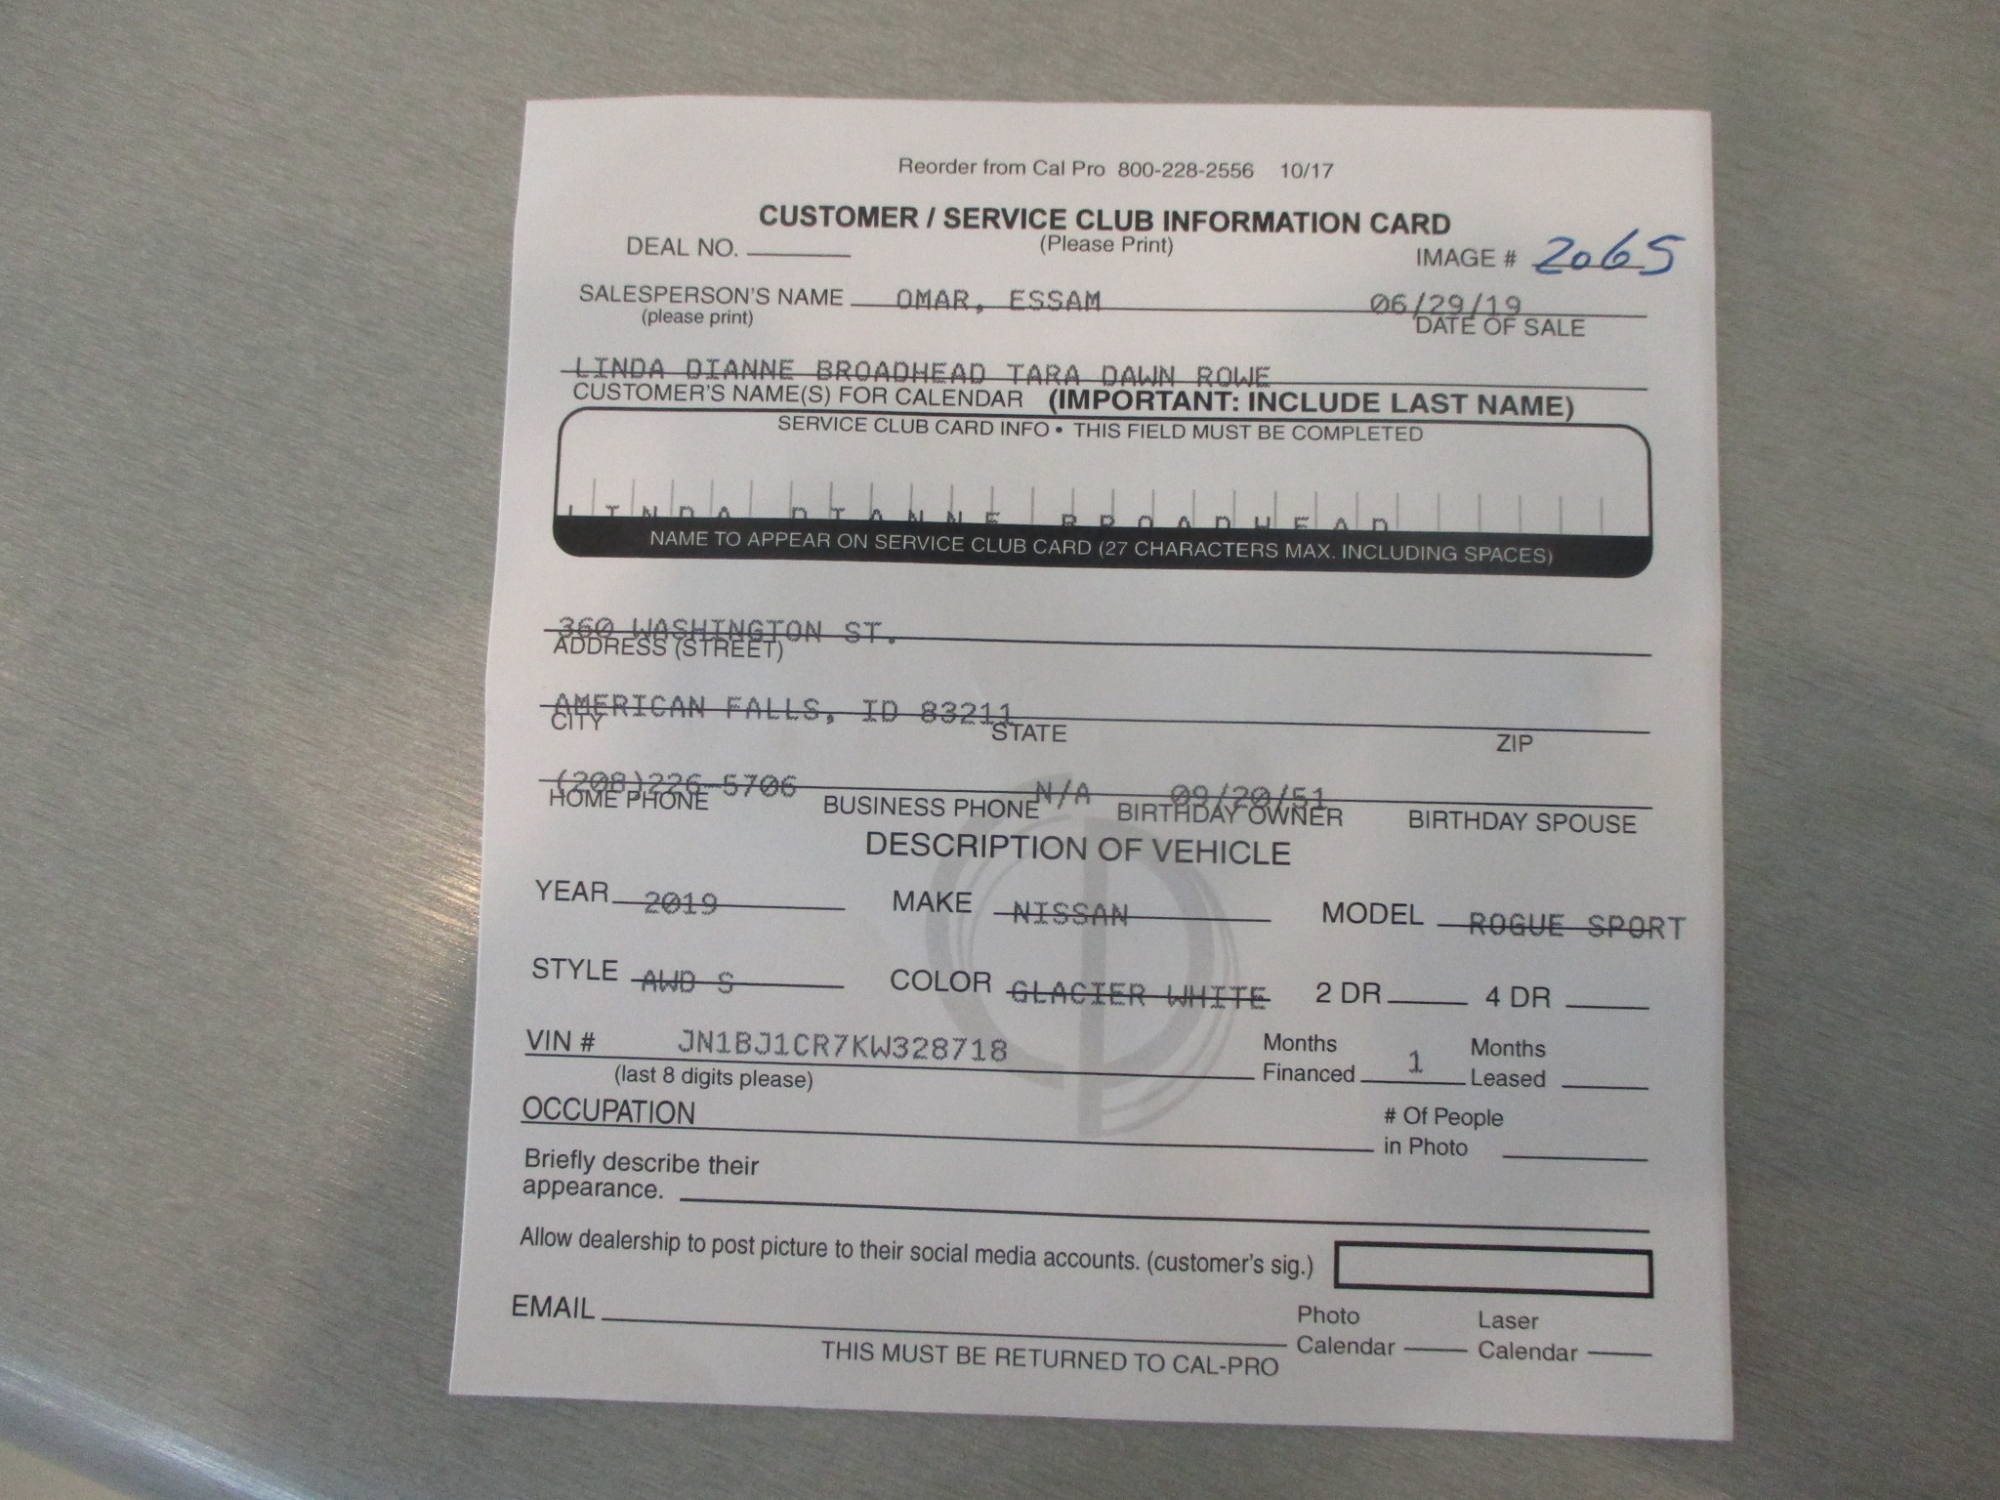 Reorder from Cal Pro 800-228-2556 10/17
CUSTOMER / SERVICE CLUB INFORMATION CARD
(Please Print)
DEAL NO. IMAGE # 2065
SALESPERSON'S NAME OMAR, ESSAM 06/29/19
(please print) DATE OF SALE
LINDA DIANNE BROADHEAD TARA DAWN ROWE
CUSTOMER'S NAME(S) FOR CALENDAR (IMPORTANT: INCLUDE LAST NAME)
SERVICE CLUB CARD INFO • THIS FIELD MUST BE COMPLETED
LINDA DIANNE BROADHEAD
NAME TO APPEAR ON SERVICE CLUB CARD (27 CHARACTERS MAX. INCLUDING SPACES)
360 WASHINGTON ST.
ADDRESS (STREET)
AMERICAN FALLS, ID 83211
CITY STATE ZIP
(208)226-5706 N/A 09/20/51
HOME PHONE BUSINESS PHONE BIRTHDAY OWNER BIRTHDAY SPOUSE
DESCRIPTION OF VEHICLE
YEAR 2019 MAKE NISSAN MODEL ROGUE SPORT
STYLE AWD S COLOR GLACIER WHITE 2 DR 4 DR
VIN # JN1BJ1CR7KW328718 Months Financed 1 Months Leased
(last 8 digits please)
OCCUPATION # Of People in Photo
Briefly describe their
appearance.
Allow dealership to post picture to their social media accounts. (customer's sig.)
EMAIL Photo Calendar Laser Calendar
THIS MUST BE RETURNED TO CAL-PRO